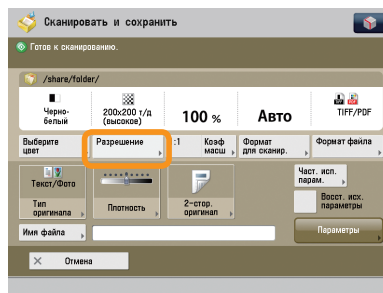 Сканировать и сохранить
Готов к сканированию.
/share/folder/
Черно-
белый
200x200 т/д
(высокое)
100 %
Авто
TIFF/PDF
Выберите
цвет
Разрешение
:1
Коэф
масш
Формат
для сканир.
Формат файла
Текст/Фото
Тип
оригинала
Плотность
2-стор.
оригинал
Част. исп.
парам.
Восст. исх.
параметры
Имя файла
Параметры
Отмена